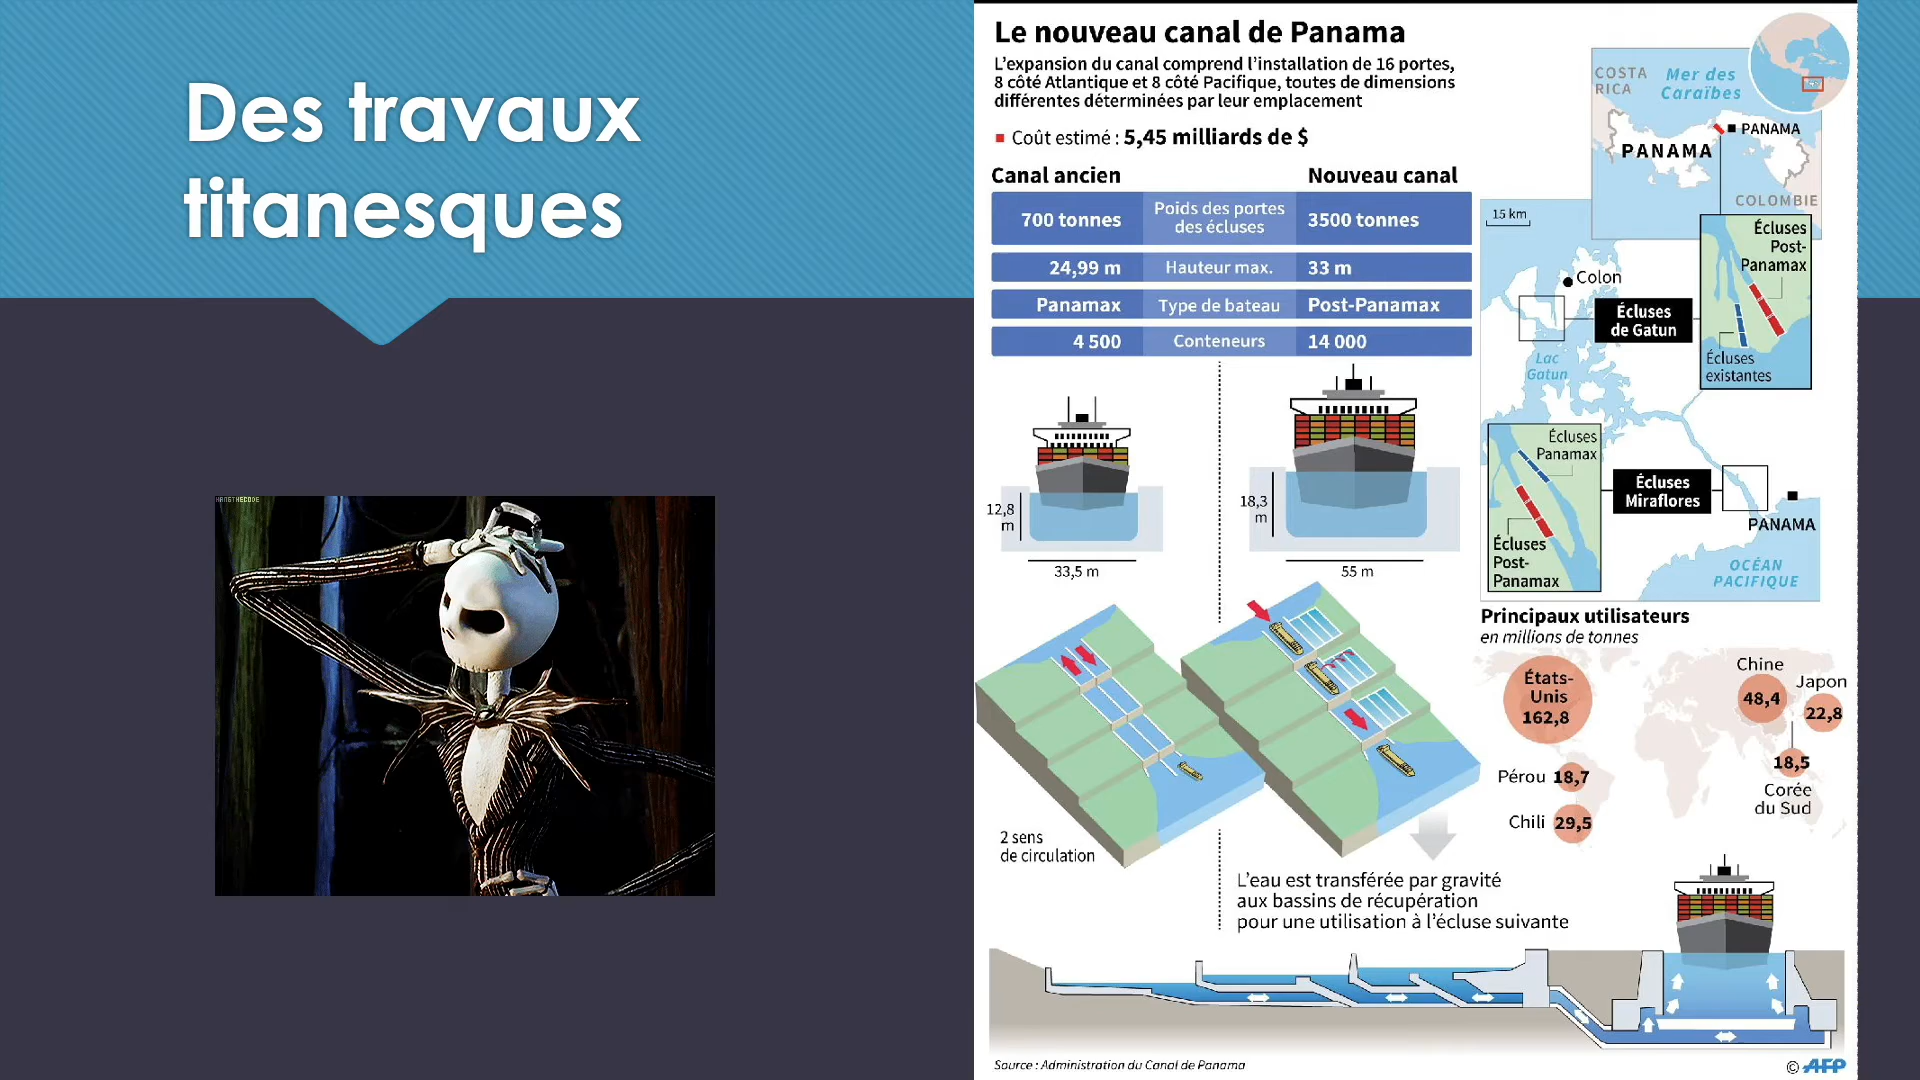 Des travaux
titanesques
HANGTHECODE
Le nouveau canal de Panama
L'expansion du canal comprend l'installation de 16 portes,
8 côté Atlantique et 8 côté Pacifique, toutes de dimensions
différentes déterminées par leur emplacement
Coût estimé : 5,45 milliards de $
Canal ancien
Nouveau canal
700 tonnes
Poids des portes
des écluses
3500 tonnes
24,99 m
Hauteur max.
33 m
Panamax
Type de bateau
Post-Panamax
4 500
Conteneurs
14 000
12,8
m
33,5 m
18,3
m
55 m
2 sens
de circulation
L'eau est transférée par gravité
aux bassins de récupération
pour une utilisation à l'écluse suivante
COSTA
RICA
Mer des
Caraïbes
PANAMA
PANAMA
COLOMBIE
15 km
Colon
Écluses
de Gatun
Écluses
Post-
Panamax
Écluses
existantes
Lac
Gatun
Écluses
Panamax
Écluses
Post-
Panamax
Écluses
Miraflores
PANAMA
OCÉAN
PACIFIQUE
Principaux utilisateurs
en millions de tonnes
États-
Unis
162,8
Chine
48,4
Japon
22,8
Pérou 18,7
18,5
Corée
du Sud
Chili 29,5
Source : Administration du Canal de Panama
© AFP